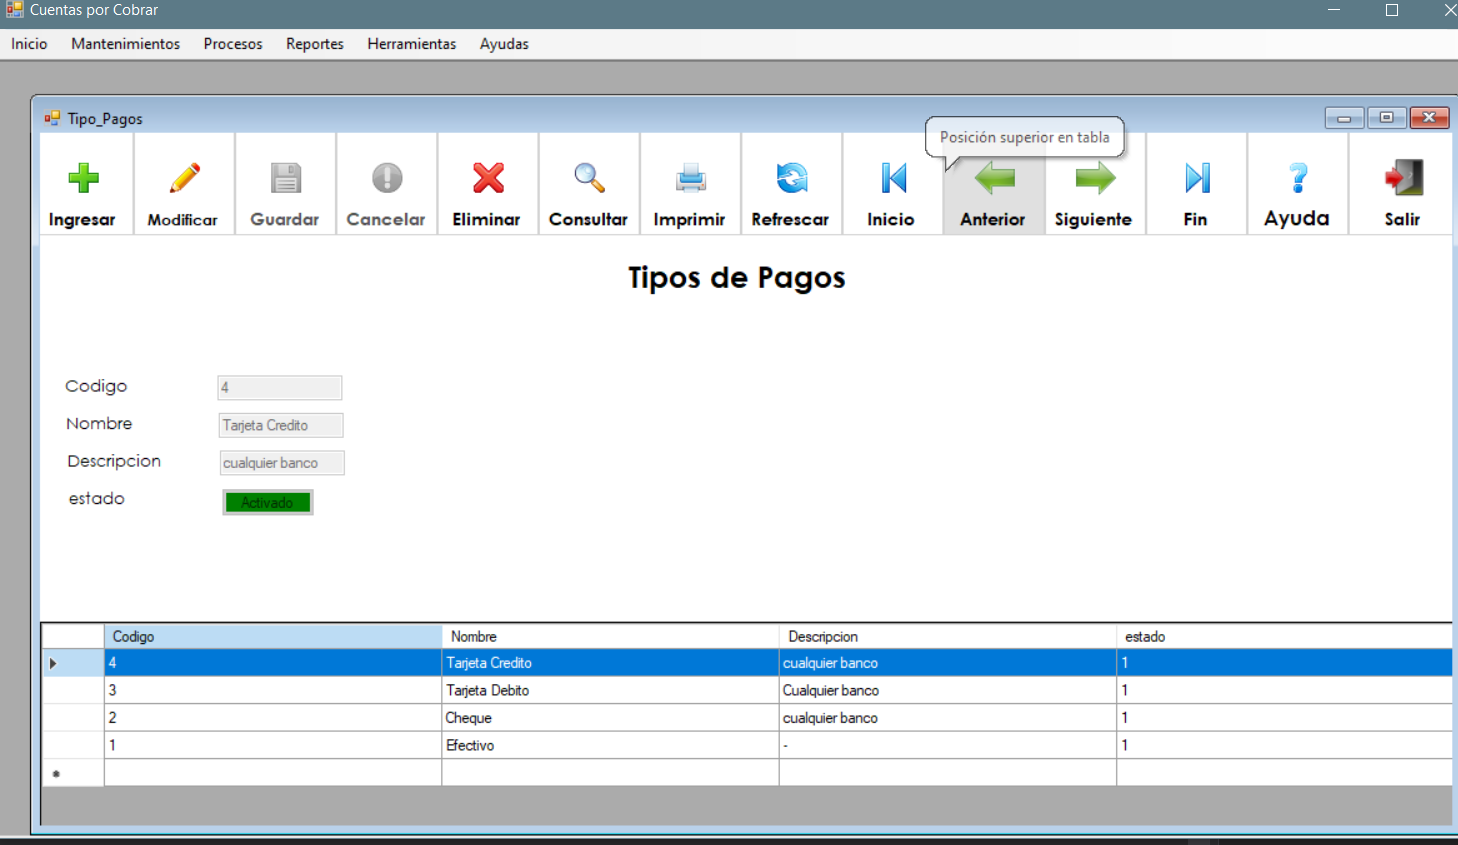 Cuentas por Cobrar
Inicio Mantenimientos Procesos Reportes Herramientas Ayudas
Tipo_Pagos
Posición superior en tabla
Ingresar Modificar Guardar Cancelar Eliminar Consultar Imprimir Refrescar Inicio Anterior Siguiente Fin Ayuda Salir
Tipos de Pagos
Codigo 4
Nombre Tarjeta Credito
Descripcion cualquier banco
estado Activado
Codigo Nombre Descripcion estado
4 Tarjeta Credito cualquier banco 1
3 Tarjeta Debito Cualquier banco 1
2 Cheque cualquier banco 1
1 Efectivo - 1